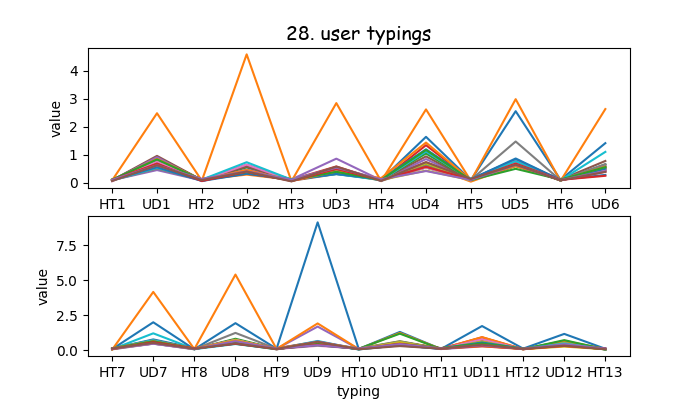 28. user typings
value
4
3
2
1
0
HT1 UD1 HT2 UD2 HT3 UD3 HT4 UD4 HT5 UD5 HT6 UD6
value
7.5
5.0
2.5
0.0
HT7 UD7 HT8 UD8 HT9 UD9 HT10 UD10 HT11 UD11 HT12 UD12 HT13
typing